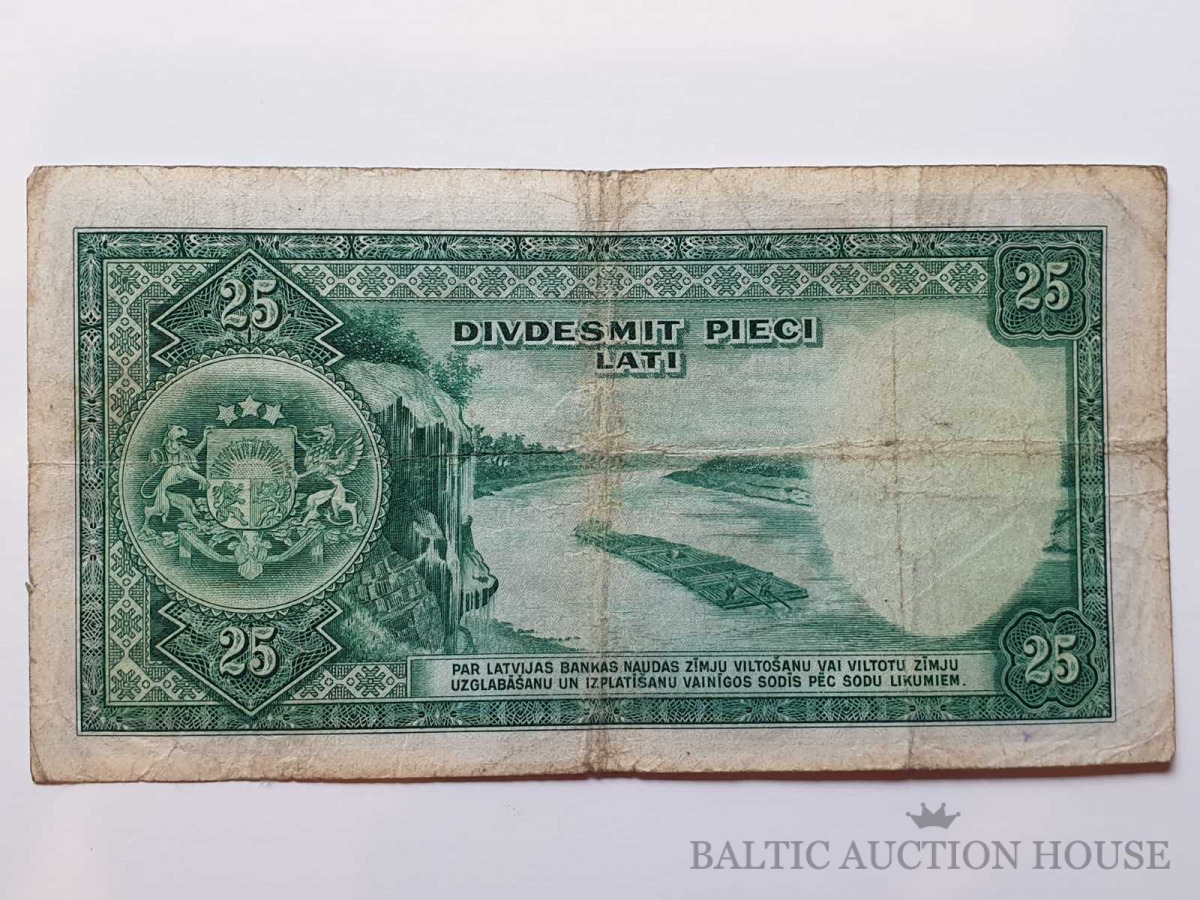 25
25
DIVDESMIT PIECI
LATI
25
25
PAR LATVIJAS BANKAS NAUDAS ZĪMJU VILTOŠANU VAI VILTOTU ZĪMJU
UZGLABĀŠANU UN IZPLATĪŠANU VAINĪGOS SODĪS PĒC SODU LIKUMIEM.
BALTIC AUCTION HOUSE